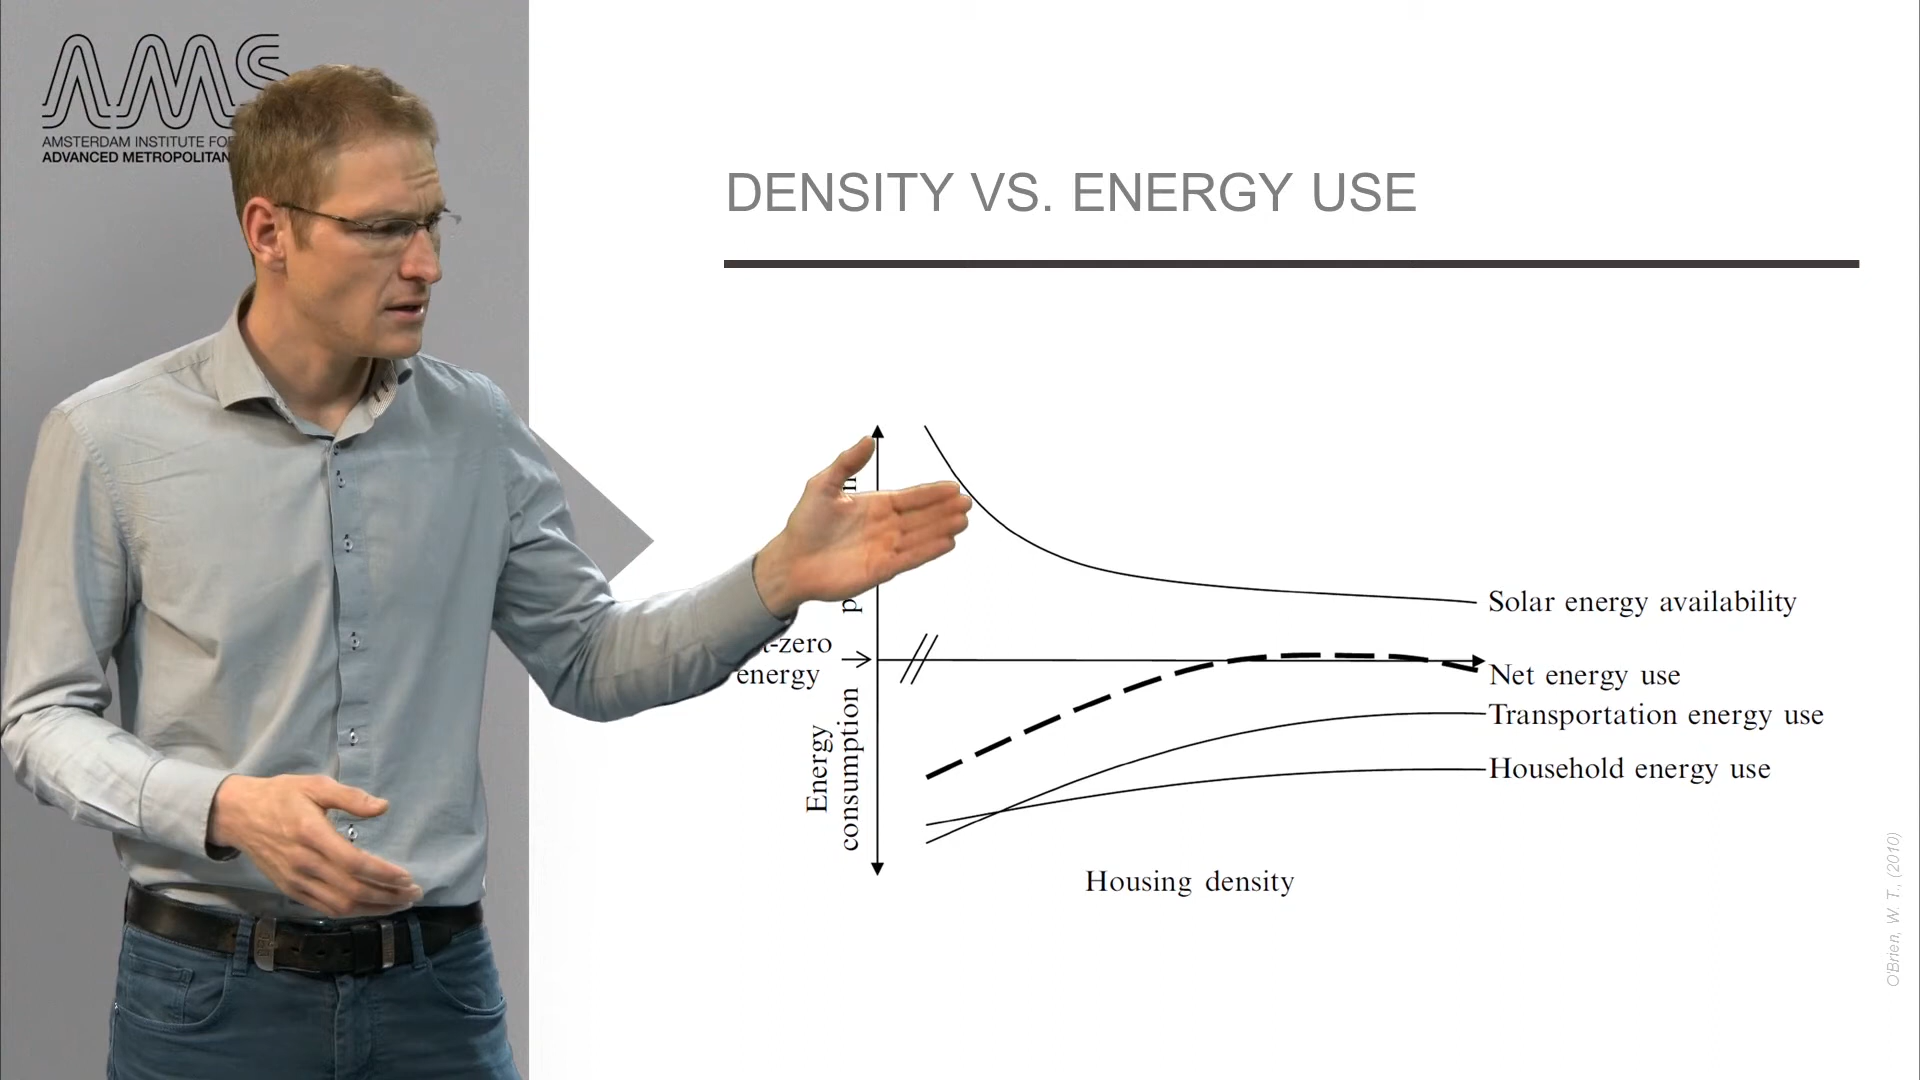 AMS
AMSTERDAM INSTITUTE FOR
ADVANCED METROPOLITAN
DENSITY VS. ENERGY USE
Solar energy availability
energy
Net energy use
Transportation energy use
Household energy use
Energy
consumption
Housing density
O'Brien, W. T., (2010)